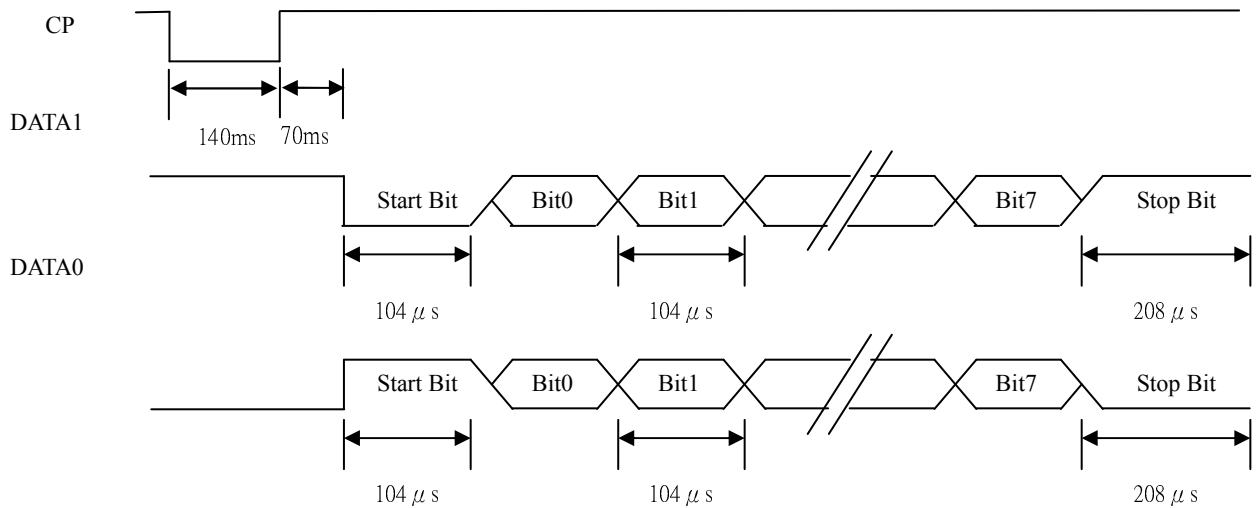 CP
DATA1
140ms 70ms
Start Bit Bit0 Bit1 Bit7 Stop Bit
DATA0
104 μ s 104 μ s 208 μ s
Start Bit Bit0 Bit1 Bit7 Stop Bit
104 μ s 104 μ s 208 μ s